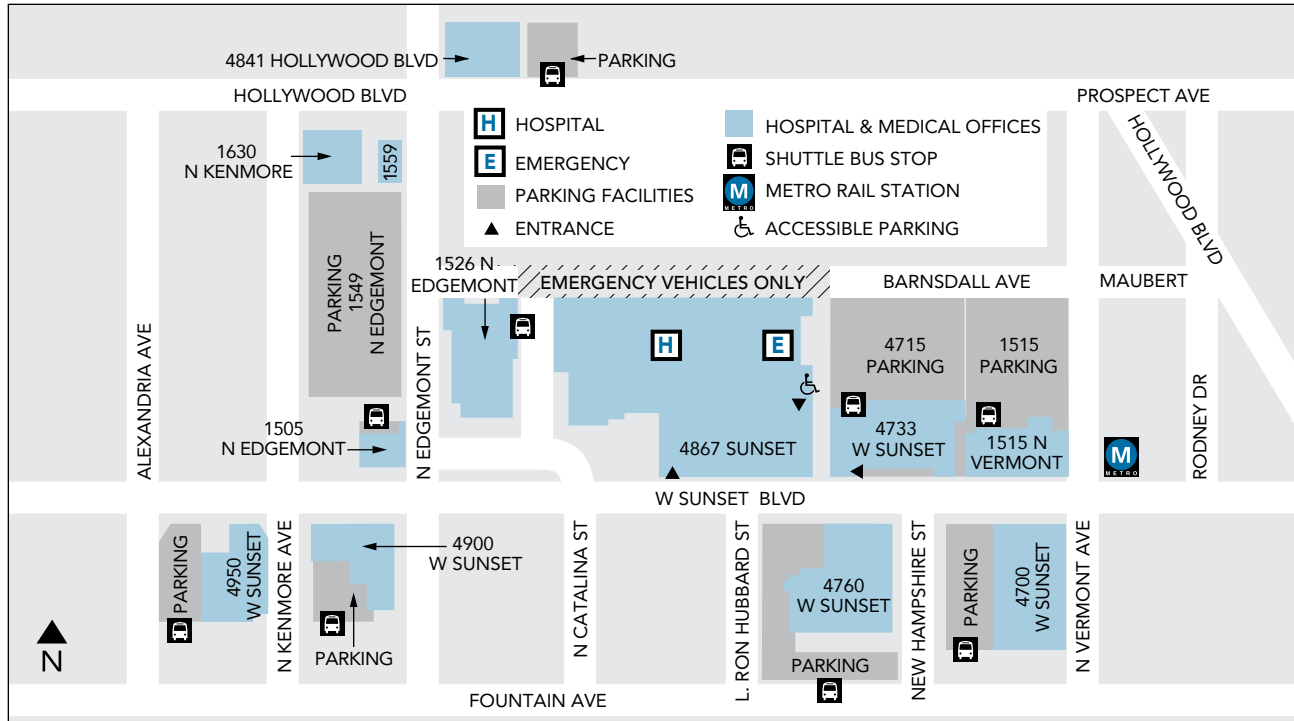 4841 HOLLYWOOD BLVD
PARKING
HOLLYWOOD BLVD
PROSPECT AVE
HOLLYWOOD BLVD
H HOSPITAL
E EMERGENCY
PARKING FACILITIES
ENTRANCE
HOSPITAL & MEDICAL OFFICES
SHUTTLE BUS STOP
M METRO METRO RAIL STATION
ACCESSIBLE PARKING
1630
N KENMORE
1559
PARKING
1549
N EDGEMONT
1526 N
EDGEMONT
EMERGENCY VEHICLES ONLY
BARNSDALL AVE
MAUBERT
ALEXANDRIA AVE
N EDGEMONT ST
H
E
4715
PARKING
1515
PARKING
RODNEY DR
1505
N EDGEMONT
4867 SUNSET
4733
W SUNSET
1515 N
VERMONT
M
METRO
W SUNSET BLVD
PARKING
4950
W SUNSET
N KENMORE AVE
4900
W SUNSET
PARKING
N CATALINA ST
L. RON HUBBARD ST
4760
W SUNSET
PARKING
NEW HAMPSHIRE ST
PARKING
4700
W SUNSET
N VERMONT AVE
N
FOUNTAIN AVE